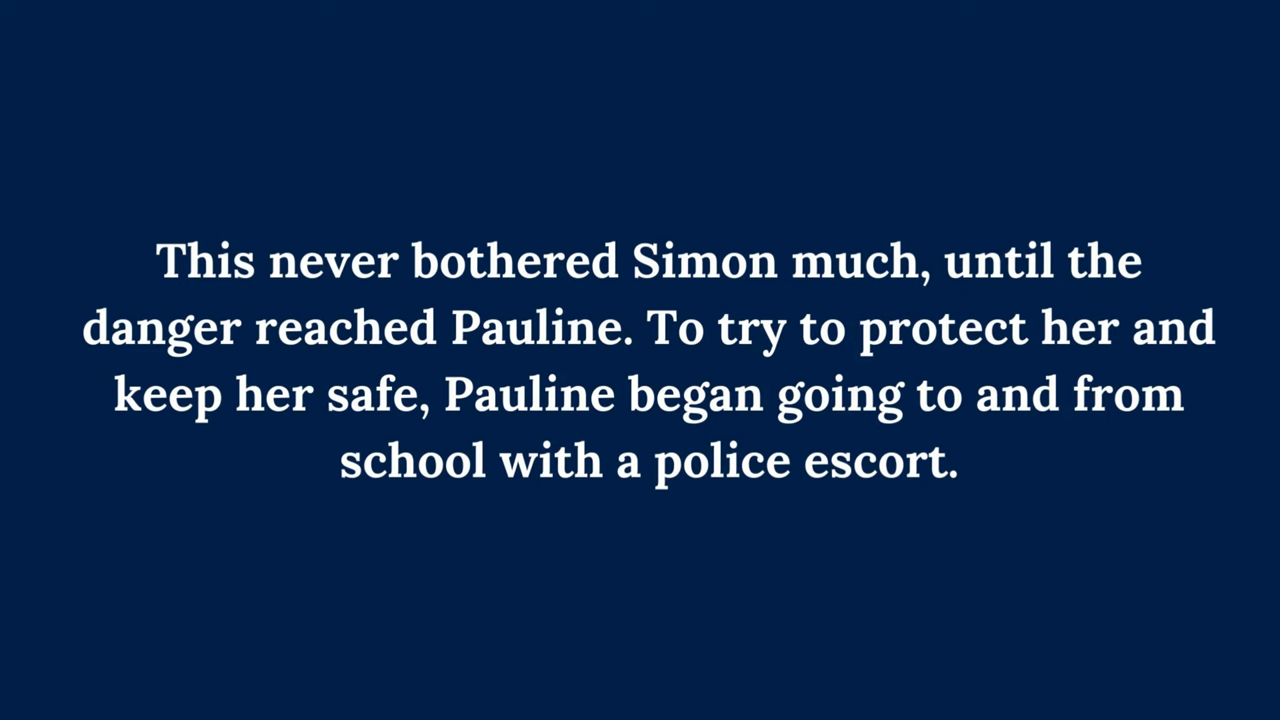 This never bothered Simon much, until the
danger reached Pauline. To try to protect her and
keep her safe, Pauline began going to and from
school with a police escort.